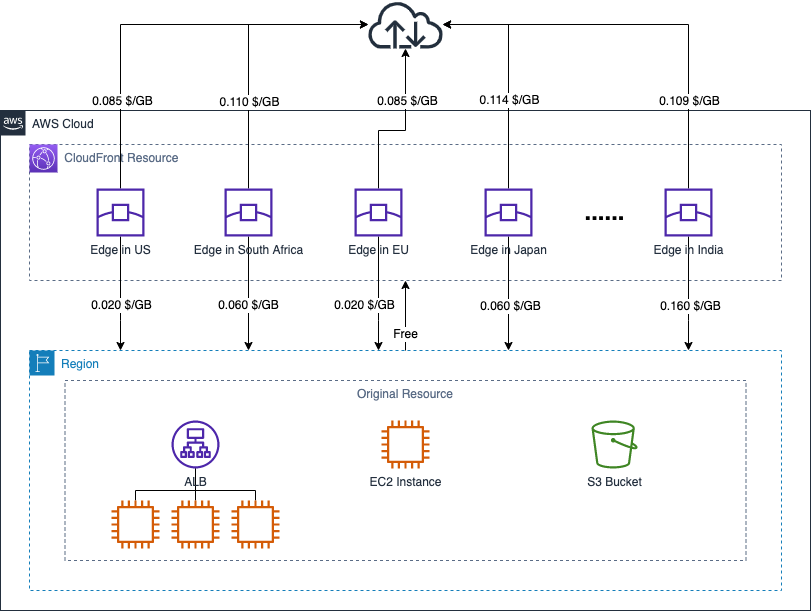 0.085 $/GB
0.110 $/GB
0.085 $/GB
0.114 $/GB
0.109 $/GB
aws
AWS Cloud
CloudFront Resource
Edge in US
Edge in South Africa
Edge in EU
Edge in Japan
......
Edge in India
0.020 $/GB
0.060 $/GB
0.020 $/GB
0.060 $/GB
0.160 $/GB
Free
Region
Original Resource
ALB
EC2 Instance
S3 Bucket